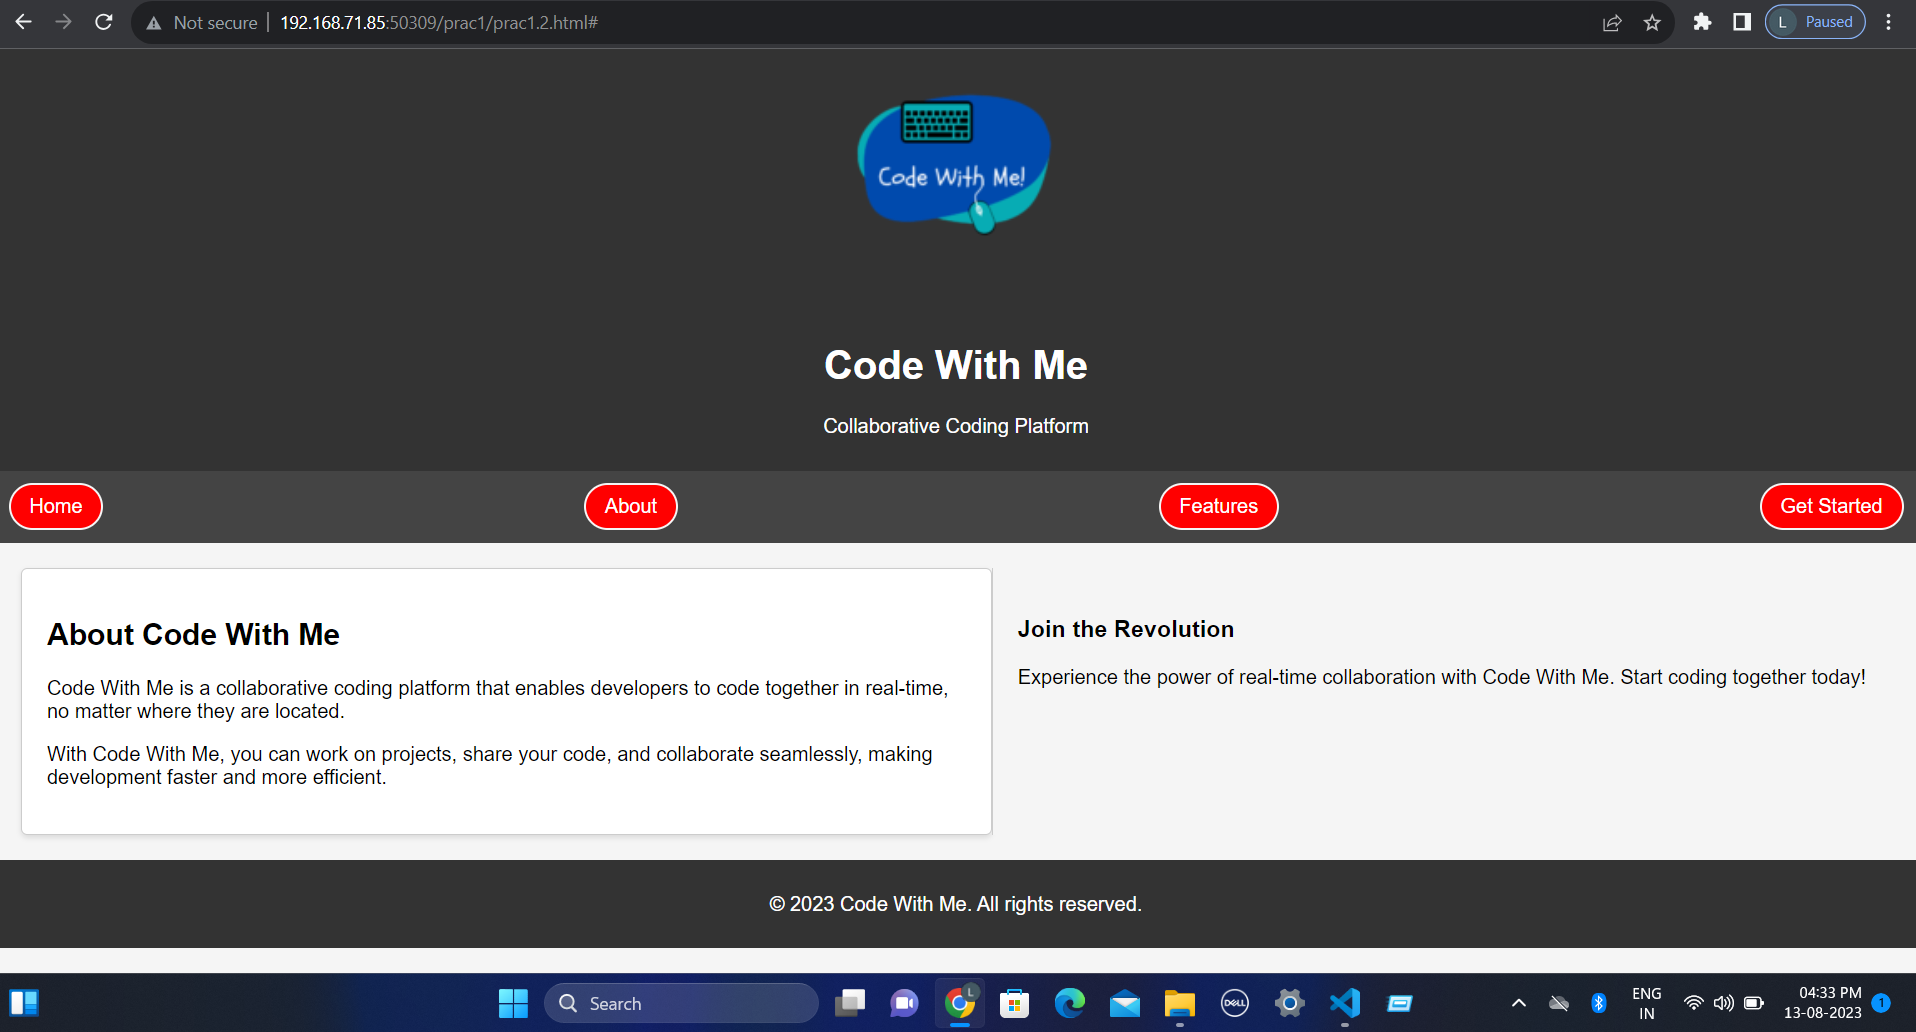 Not secure | 192.168.71.85:50309/prac1/prac1.2.html#
L Paused
Code With Me!
Code With Me
Collaborative Coding Platform
Home About Features Get Started
About Code With Me
Code With Me is a collaborative coding platform that enables developers to code together in real-time,
no matter where they are located.
With Code With Me, you can work on projects, share your code, and collaborate seamlessly, making
development faster and more efficient.
Join the Revolution
Experience the power of real-time collaboration with Code With Me. Start coding together today!
© 2023 Code With Me. All rights reserved.
Search
L
DELL
ENG
IN
04:33 PM
13-08-2023
1